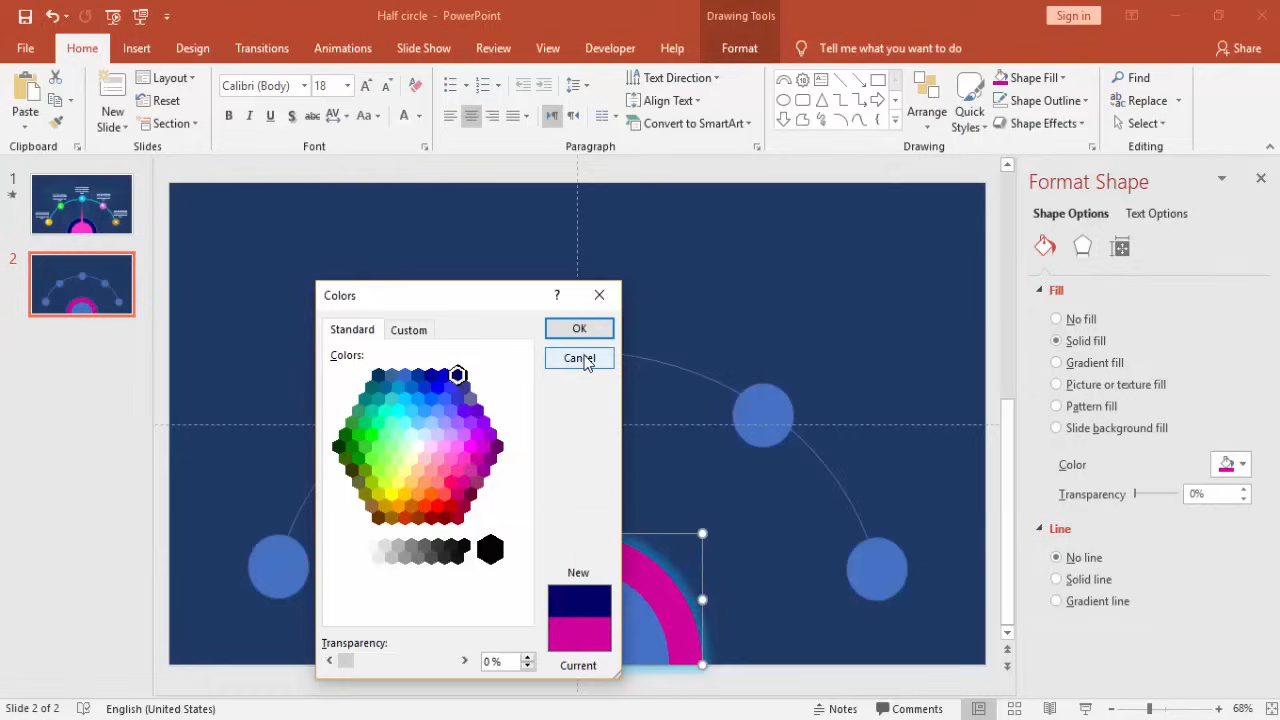 Half circle - PowerPoint
Drawing Tools
Sign in
File Home Insert Design Transitions Animations Slide Show Review View Developer Help Format Tell me what you want to do Share
Paste
Clipboard
New
Slide
Layout
Reset
Section
Slides
Calibri (Body) 18
B I U S abc AV Aa A
Font
Text Direction
Align Text
Convert to SmartArt
Paragraph
Arrange
Quick
Styles
Shape Fill
Shape Outline
Shape Effects
Drawing
Find
Replace
Select
Editing
1
2
Colors
?
Standard Custom
OK
Cancel
Colors:
New
Current
Transparency:
0 %
Format Shape
Shape Options Text Options
Fill
No fill
Solid fill
Gradient fill
Picture or texture fill
Pattern fill
Slide background fill
Color
Transparency 0%
Line
No line
Solid line
Gradient line
Slide 2 of 2 English (United States) Notes Comments 68%